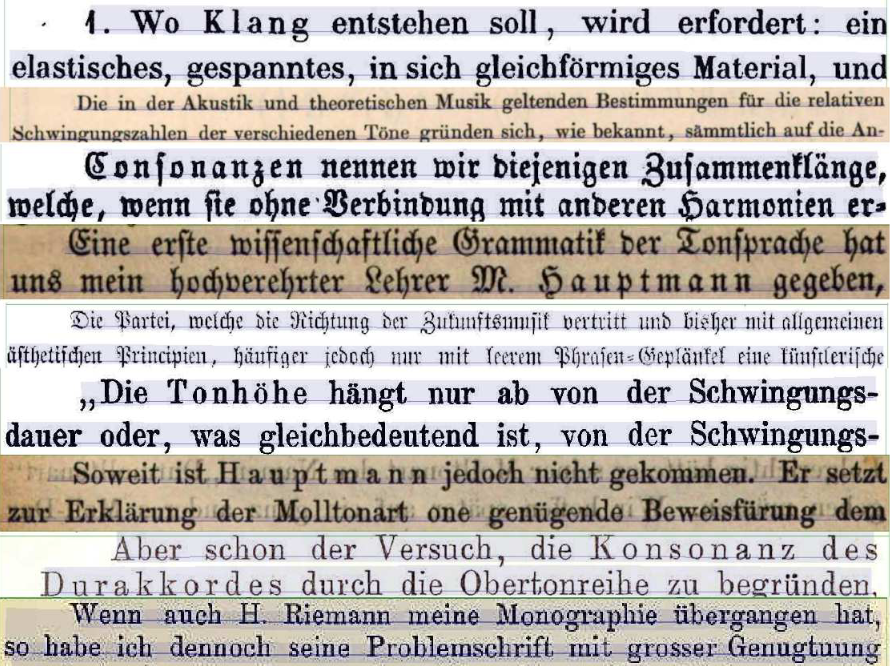 1. Wo Klang entstehen soll, wird erfordert: ein
elastisches, gespanntes, in sich gleichförmiges Material, und
Die in der Akustik und theoretischen Musik geltenden Bestimmungen für die relativen
Schwingungszahlen der verschiedenen Töne gründen sich, wie bekannt, sämmtlich auf die An-
Conſonanzen nennen wir diejenigen Zuſammenklänge,
welche, wenn ſie ohne Verbindung mit anderen Harmonien er-
Eine erſte wiſſenſchaftliche Grammatik der Tonſprache hat
uns mein hochverehrter Lehrer M. Hauptmann gegeben,
Die Partei, welche die Richtung der Zukunftsmuſik vertritt und bisher mit allgemeinen
äſthetiſchen Principien, häufiger jedoch nur mit leerem Phraſen-Geplänkel eine künſtleriſche
„Die Tonhöhe hängt nur ab von der Schwingungs-
dauer oder, was gleichbedeutend ist, von der Schwingungs-
Soweit ist Hauptmann jedoch nicht gekommen. Er setzt
zur Erklärung der Molltonart one genügende Beweisfürung dem
Aber schon der Versuch, die Konsonanz des
Durakkordes durch die Obertonreihe zu begründen,
Wenn auch H. Riemann meine Monographie übergangen hat,
so habe ich dennoch seine Problemschrift mit grosser Genugtuung